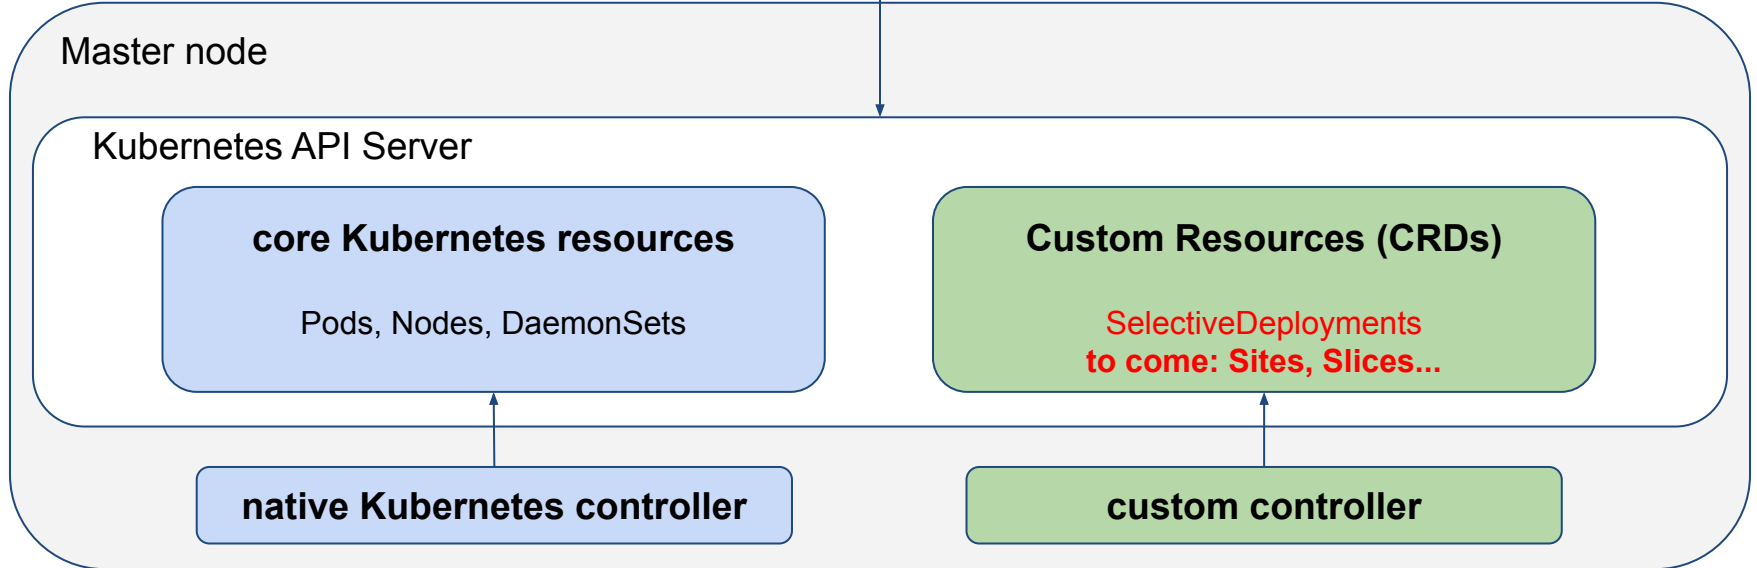 Master node
Kubernetes API Server
core Kubernetes resources
Pods, Nodes, DaemonSets
Custom Resources (CRDs)
SelectiveDeployments
to come: Sites, Slices...
native Kubernetes controller
custom controller